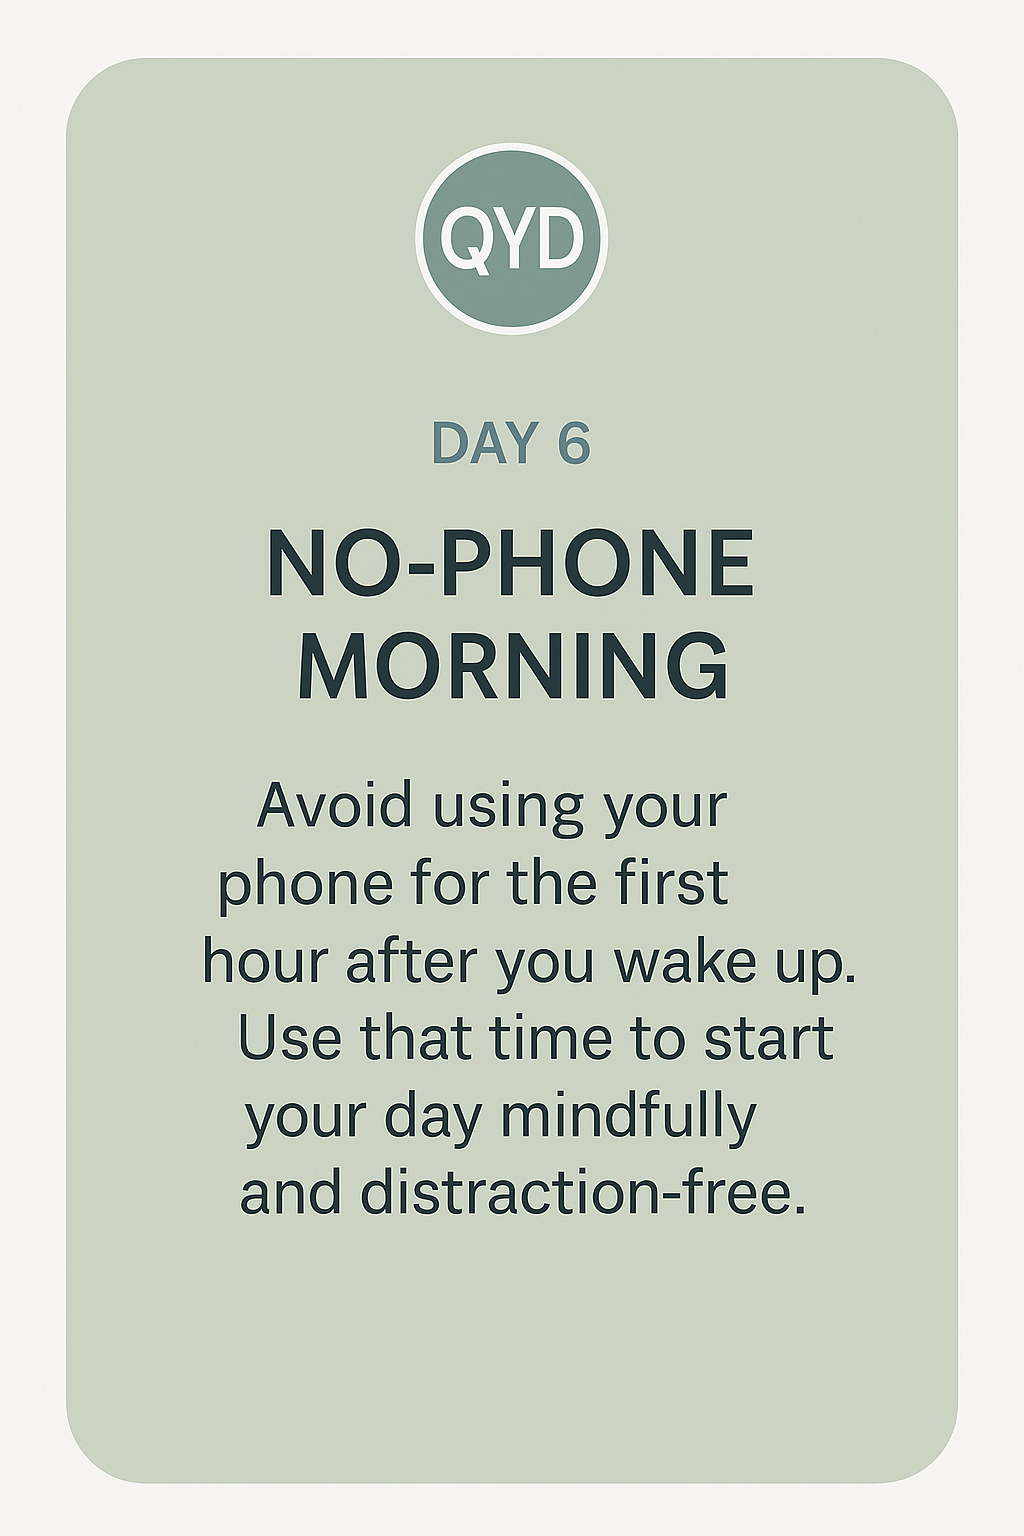 QYD
DAY 6
NO-PHONE
MORNING
Avoid using your
phone for the first
hour after you wake up.
Use that time to start
your day mindfully
and distraction-free.